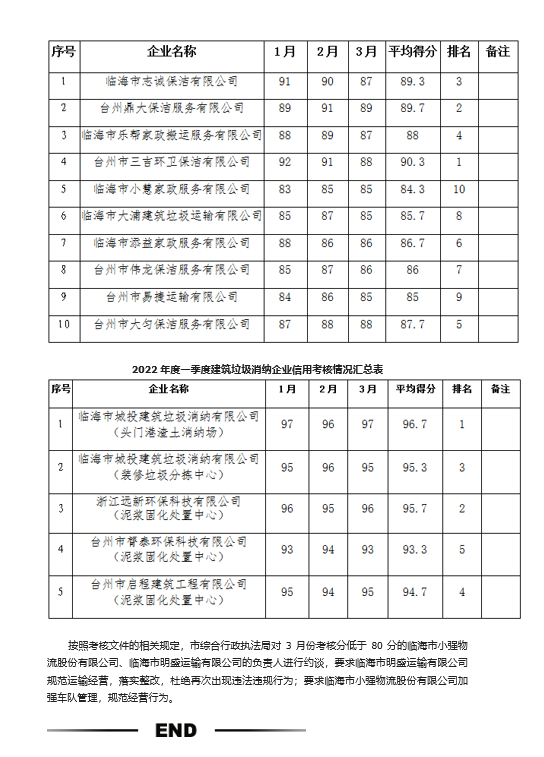 序号 企业名称 1月 2月 3月 平均得分 排名 备注
1 临海市志诚保洁有限公司 91 90 87 89.3 3
2 台州鼎大保洁服务有限公司 89 91 89 89.7 2
3 临海市乐帮家政搬运服务有限公司 88 89 87 88 4
4 台州市三吉环卫保洁有限公司 92 91 88 90.3 1
5 临海市小慧家政服务有限公司 83 85 85 84.3 10
6 临海市大浦建筑垃圾运输有限公司 85 87 85 85.7 8
7 临海市添益家政服务有限公司 88 86 86 86.7 6
8 台州市伟龙保洁服务有限公司 85 87 86 86 7
9 台州市易捷运输有限公司 84 86 85 85 9
10 台州市大匀保洁服务有限公司 87 88 88 87.7 5
2022 年度一季度建筑垃圾消纳企业信用考核情况汇总表
序号 企业名称 1月 2月 3月 平均得分 排名 备注
1 临海市城投建筑垃圾消纳有限公司 97 96 97 96.7 1
（头门港渣土消纳场）
2 临海市城投建筑垃圾消纳有限公司 95 96 95 95.3 3
（装修垃圾分拣中心）
3 浙江远新环保科技有限公司 96 95 96 95.7 2
（泥浆固化处置中心）
4 台州市督泰环保科技有限公司 93 94 93 93.3 5
（泥浆固化处置中心）
5 台州市启程建筑工程有限公司 95 94 95 94.7 4
（泥浆固化处置中心）
按照考核文件的相关规定，市综合行政执法局对 3 月份考核分低于 80 分的临海市小强物
流股份有限公司、临海市明盛运输有限公司的负责人进行约谈，要求临海市明盛运输有限公司
规范运输经营，落实整改，杜绝再次出现违法违规行为；要求临海市小强物流股份有限公司加
强车队管理，规范经营行为。
END